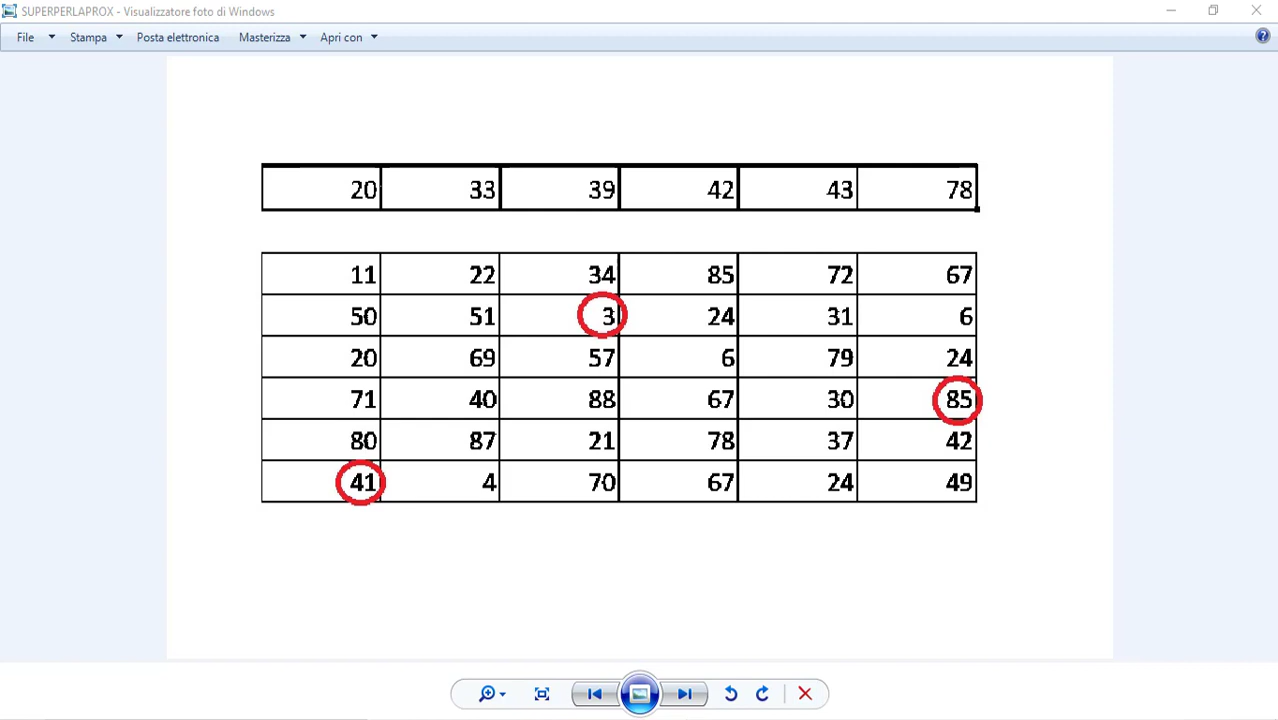 SUPERPERLAPROX - Visualizzatore foto di Windows
File Stampa Posta elettronica Masterizza Apri con
20 33 39 42 43 78
11 22 34 85 72 67
50 51 3 24 31 6
20 69 57 6 79 24
71 40 88 67 30 85
80 87 21 78 37 42
41 4 70 67 24 49